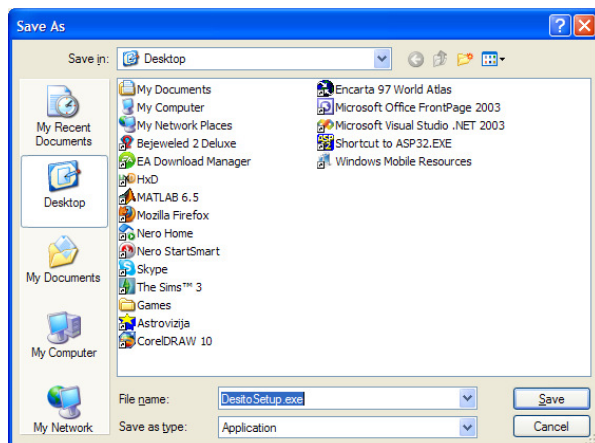 Save As
Save in: Desktop
My Recent
Documents
Desktop
My Documents
My Computer
My Network
My Documents
My Computer
My Network Places
Bejeweled 2 Deluxe
EA Download Manager
HxD
MATLAB 6.5
Mozilla Firefox
Nero Home
Nero StartSmart
Skype
The Sims™ 3
Games
Astrovizija
CorelDRAW 10
Encarta 97 World Atlas
Microsoft Office FrontPage 2003
Microsoft Visual Studio .NET 2003
Shortcut to ASP32.EXE
Windows Mobile Resources
File name: DesitoSetup.exe Save
Save as type: Application Cancel